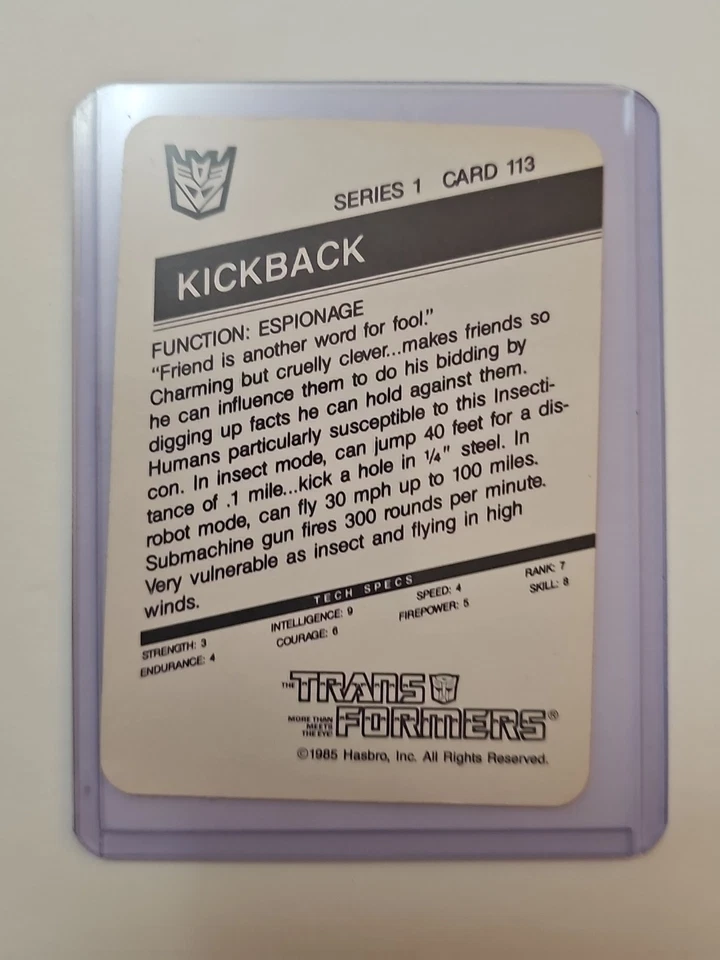 SERIES 1 CARD 113
KICKBACK
FUNCTION: ESPIONAGE
"Friend is another word for fool."
Charming but cruelly clever...makes friends so
he can influence them to do his bidding by
digging up facts he can hold against them.
Humans particularly susceptible to this Insecti-
con. In insect mode, can jump 40 feet for a dis-
tance of .1 mile...kick a hole in 1/4" steel. In
robot mode, can fly 30 mph up to 100 miles.
Submachine gun fires 300 rounds per minute.
Very vulnerable as insect and flying in high
winds.
TECH SPECS
STRENGTH: 3 INTELLIGENCE: 9 SPEED: 4 RANK: 7
ENDURANCE: 4 COURAGE: 6 FIREPOWER: 5 SKILL: 8
THE TRANS
MORE THAN
MEETS
THE EYE!
FORMERS®
©1985 Hasbro, Inc. All Rights Reserved.